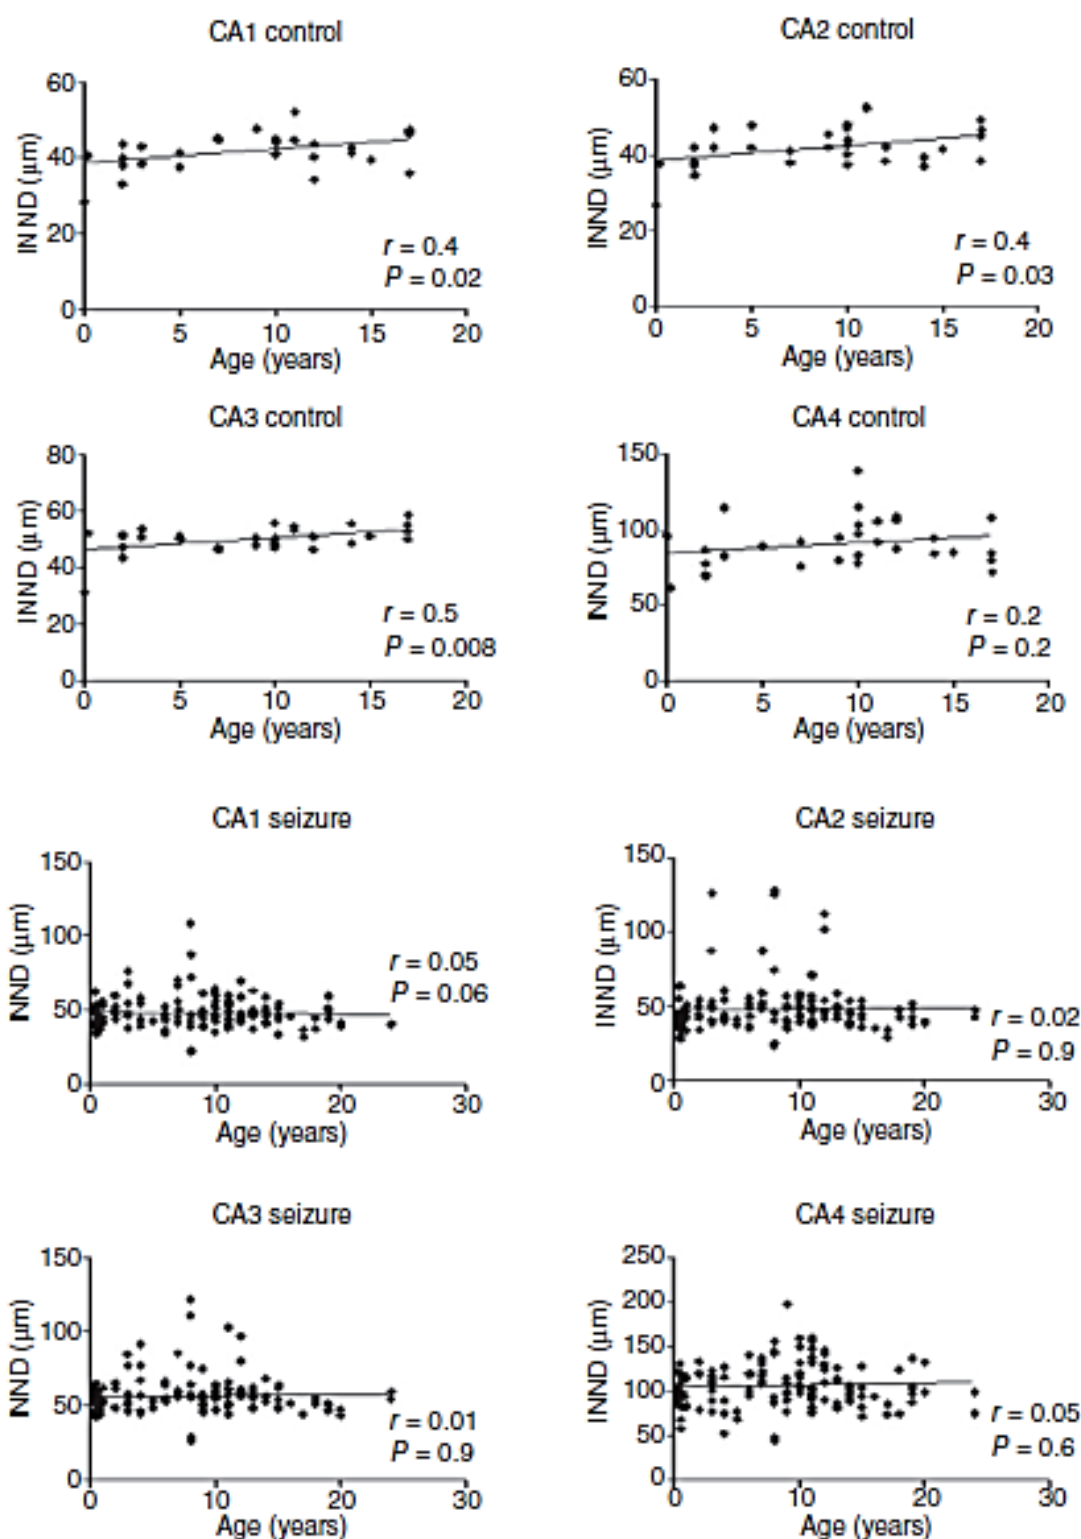 CA1 control
CA2 control
60
40
20
0
INND (µm)
r = 0.4
P = 0.02
0 5 10 15 20
Age (years)
60
40
20
0
INND (µm)
r = 0.4
P = 0.03
0 5 10 15 20
Age (years)
CA3 control
CA4 control
80
60
40
20
0
INND (µm)
r = 0.5
P = 0.008
0 5 10 15 20
Age (years)
150
100
50
0
NND (µm)
r = 0.2
P = 0.2
0 5 10 15 20
Age (years)
CA1 seizure
CA2 seizure
150
100
50
0
NND (µm)
r = 0.05
P = 0.06
0 10 20 30
Age (years)
150
100
50
0
INND (µm)
r = 0.02
P = 0.9
0 10 20 30
Age (years)
CA3 seizure
CA4 seizure
150
100
50
0
NND (µm)
r = 0.01
P = 0.9
0 10 20 30
Age (years)
250
200
150
100
50
0
INND (µm)
r = 0.05
P = 0.6
0 10 20 30
Age (years)